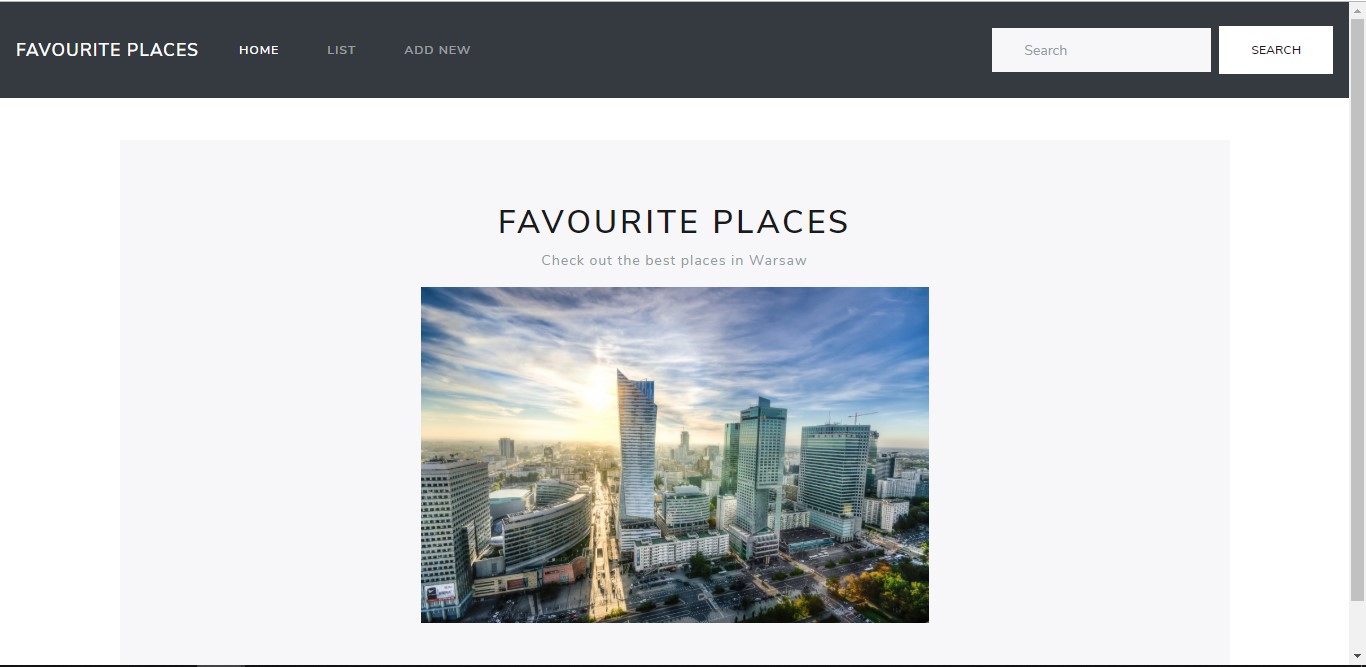 FAVOURITE PLACES HOME LIST ADD NEW Search SEARCH
FAVOURITE PLACES
Check out the best places in Warsaw